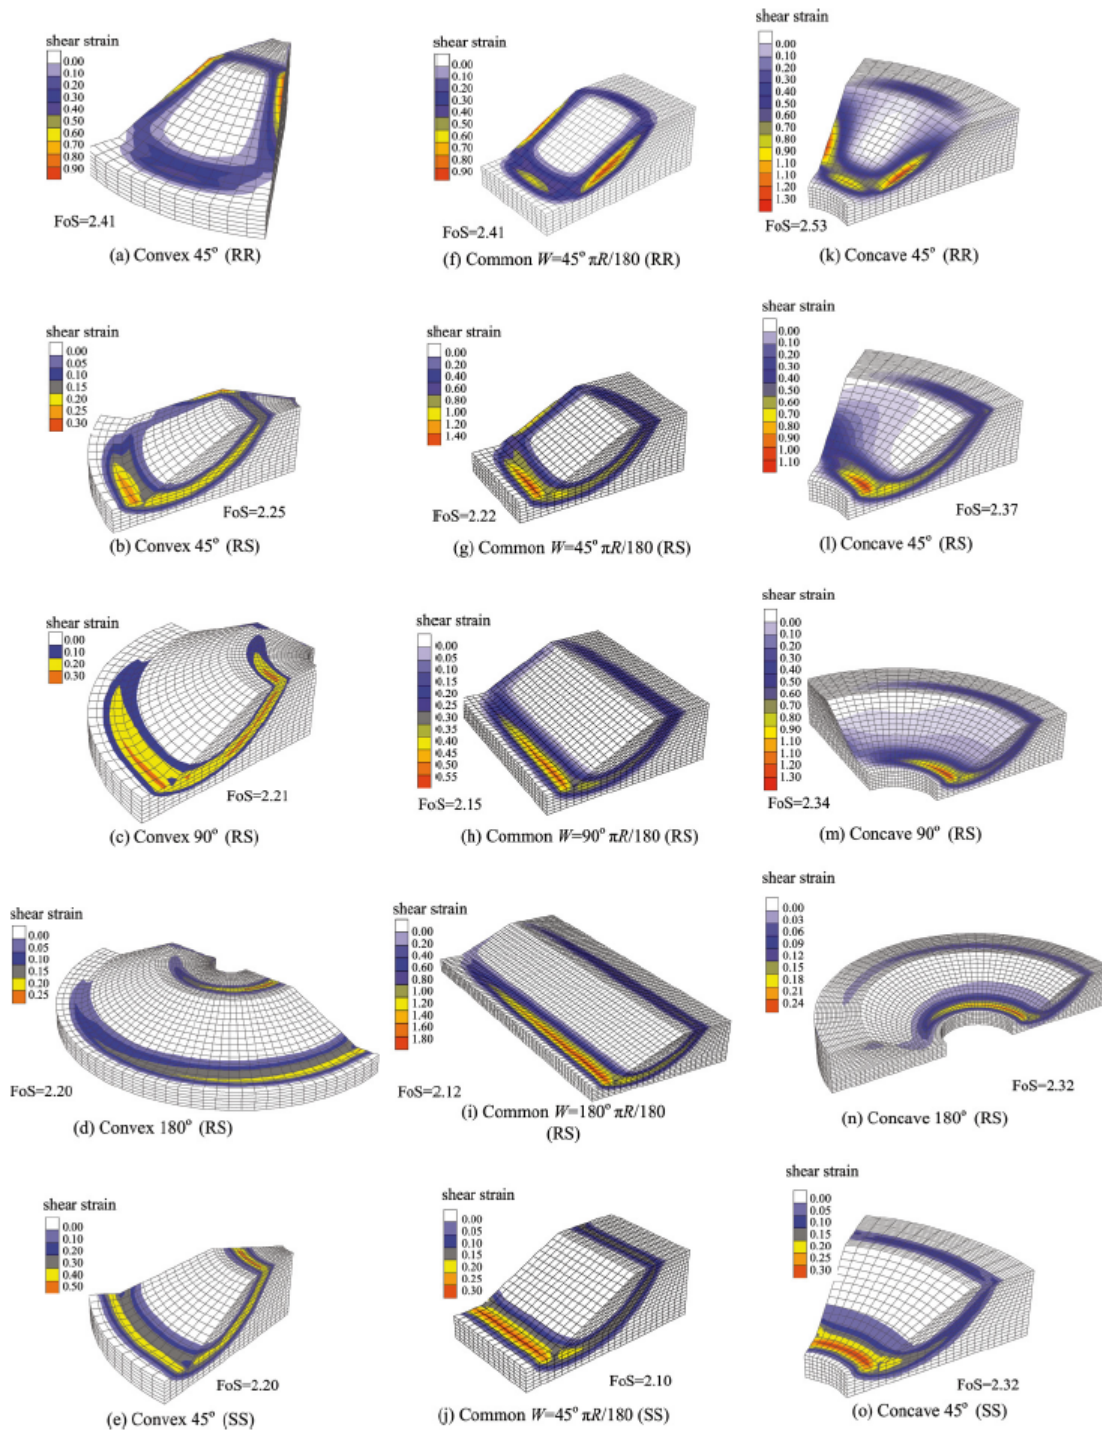 shear strain
0.00
0.10
0.20
0.30
0.40
0.50
0.60
0.70
0.80
0.90
FoS=2.41
(a) Convex 45° (RR)
shear strain
0.00
0.10
0.20
0.30
0.40
0.50
0.60
0.70
0.80
0.90
FoS=2.41
(f) Common W=45° πR/180 (RR)
shear strain
0.00
0.10
0.20
0.30
0.40
0.50
0.60
0.70
0.80
0.90
1.00
1.10
1.20
1.30
FoS=2.53
(k) Concave 45° (RR)
shear strain
0.00
0.05
0.10
0.15
0.20
0.25
0.30
FoS=2.25
(b) Convex 45° (RS)
shear strain
0.00
0.20
0.40
0.60
0.80
1.00
1.20
1.40
FoS=2.22
(g) Common W=45° πR/180 (RS)
shear strain
0.00
0.10
0.20
0.30
0.40
0.50
0.60
0.70
0.80
0.90
1.00
1.10
FoS=2.37
(l) Concave 45° (RS)
shear strain
0.00
0.10
0.20
0.30
FoS=2.21
(c) Convex 90° (RS)
shear strain
0.00
0.05
0.10
0.15
0.20
0.25
0.30
0.35
0.40
0.45
0.50
0.55
FoS=2.15
(h) Common W=90° πR/180 (RS)
shear strain
0.00
0.10
0.20
0.30
0.40
0.50
0.60
0.70
0.80
0.90
1.00
1.10
1.20
1.30
FoS=2.34
(m) Concave 90° (RS)
shear strain
0.00
0.05
0.10
0.15
0.20
0.25
FoS=2.20
(d) Convex 180° (RS)
shear strain
0.00
0.20
0.40
0.60
0.80
1.00
1.20
1.40
1.60
1.80
FoS=2.12
(i) Common W=180° πR/180
(RS)
shear strain
0.00
0.03
0.06
0.09
0.12
0.15
0.18
0.21
0.24
FoS=2.32
(n) Concave 180° (RS)
shear strain
0.00
0.10
0.20
0.30
0.40
0.50
FoS=2.20
(e) Convex 45° (SS)
shear strain
0.00
0.05
0.10
0.15
0.20
0.25
0.30
FoS=2.10
(j) Common W=45° πR/180 (SS)
shear strain
0.00
0.05
0.10
0.15
0.20
0.25
0.30
FoS=2.32
(o) Concave 45° (SS)